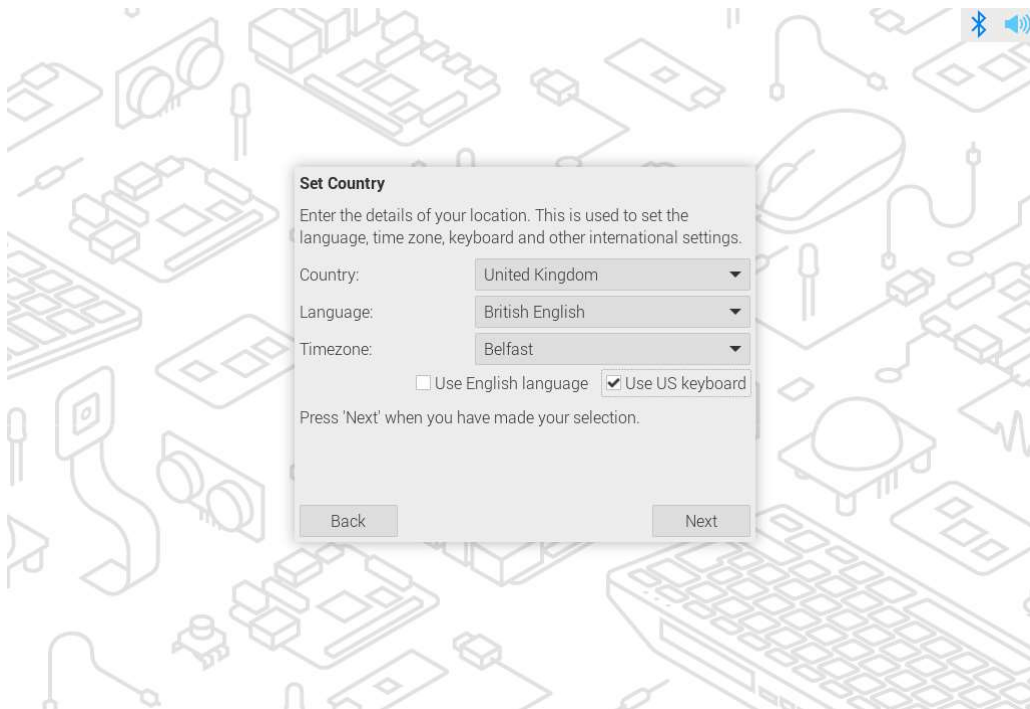 Set Country
Enter the details of your location. This is used to set the
language, time zone, keyboard and other international settings.
Country: United Kingdom
Language: British English
Timezone: Belfast
Use English language Use US keyboard
Press 'Next' when you have made your selection.
Back Next